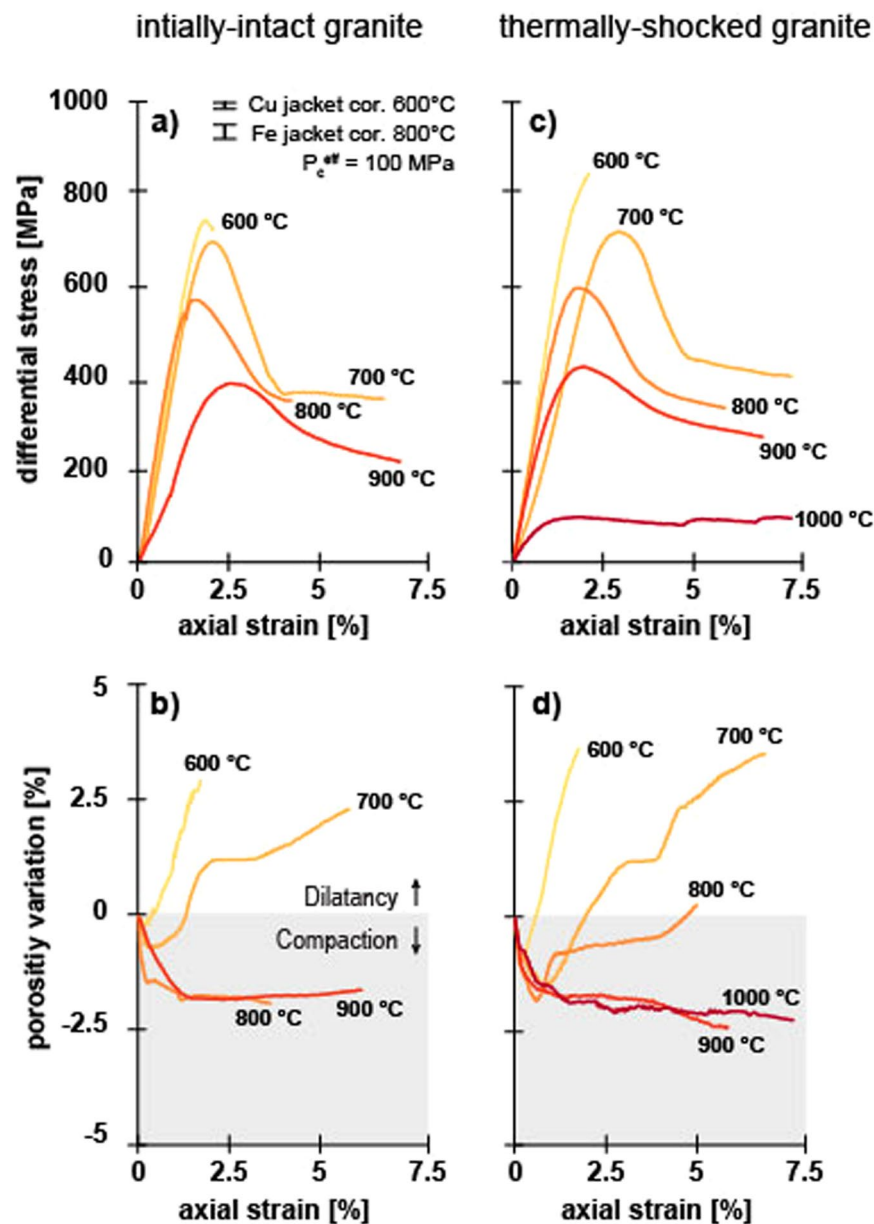 intially-intact granite
thermally-shocked granite
differential stress [MPa]
1000
800
600
400
200
0
a)
Cu jacket cor. 600°C
Fe jacket cor. 800°C
P_c^eff = 100 MPa
600 °C
700 °C
800 °C
900 °C
0 2.5 5 7.5
axial strain [%]
c)
600 °C
700 °C
800 °C
900 °C
1000 °C
0 2.5 5 7.5
axial strain [%]
porositiy variation [%]
5
2.5
0
-2.5
-5
b)
600 °C
700 °C
Dilatancy ↑
Compaction ↓
800 °C
900 °C
0 2.5 5 7.5
axial strain [%]
d)
600 °C
700 °C
800 °C
1000 °C
900 °C
0 2.5 5 7.5
axial strain [%]